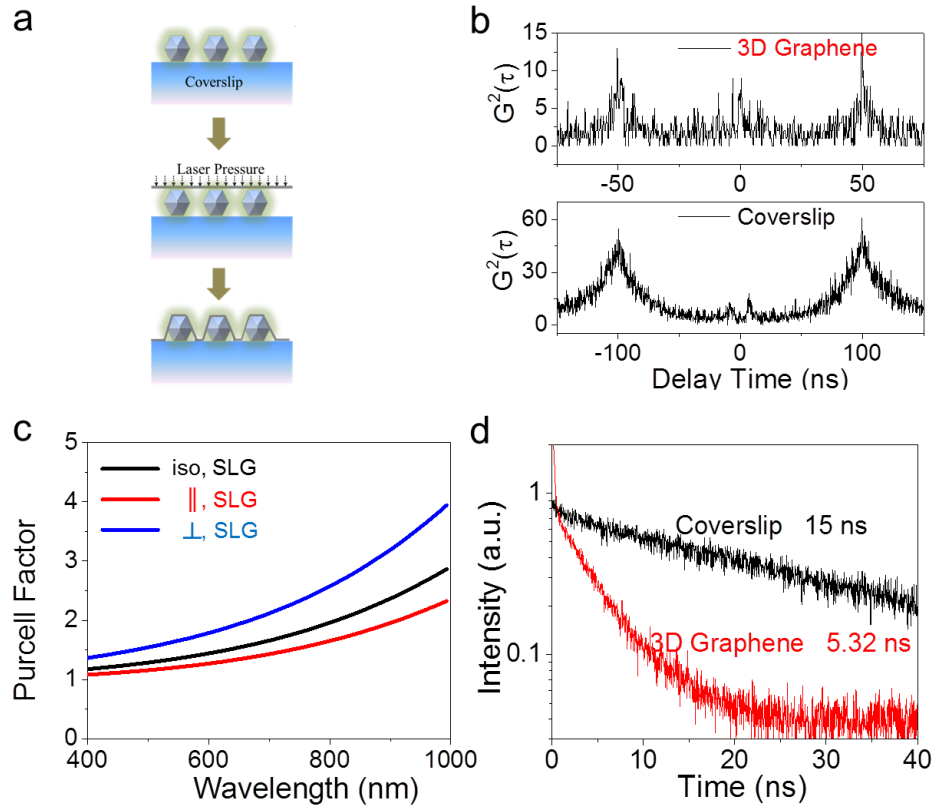 a
Coverslip
Laser Pressure
b
3D Graphene
G²(τ)
15
10
5
0
-50
0
50
Coverslip
G²(τ)
60
30
0
-100
0
100
Delay Time (ns)
c
5
4
3
2
1
0
iso, SLG
∥, SLG
⊥, SLG
Purcell Factor
400
600
800
1000
Wavelength (nm)
d
1
0.1
Coverslip 15 ns
3D Graphene 5.32 ns
Intensity (a.u.)
0
10
20
30
40
Time (ns)